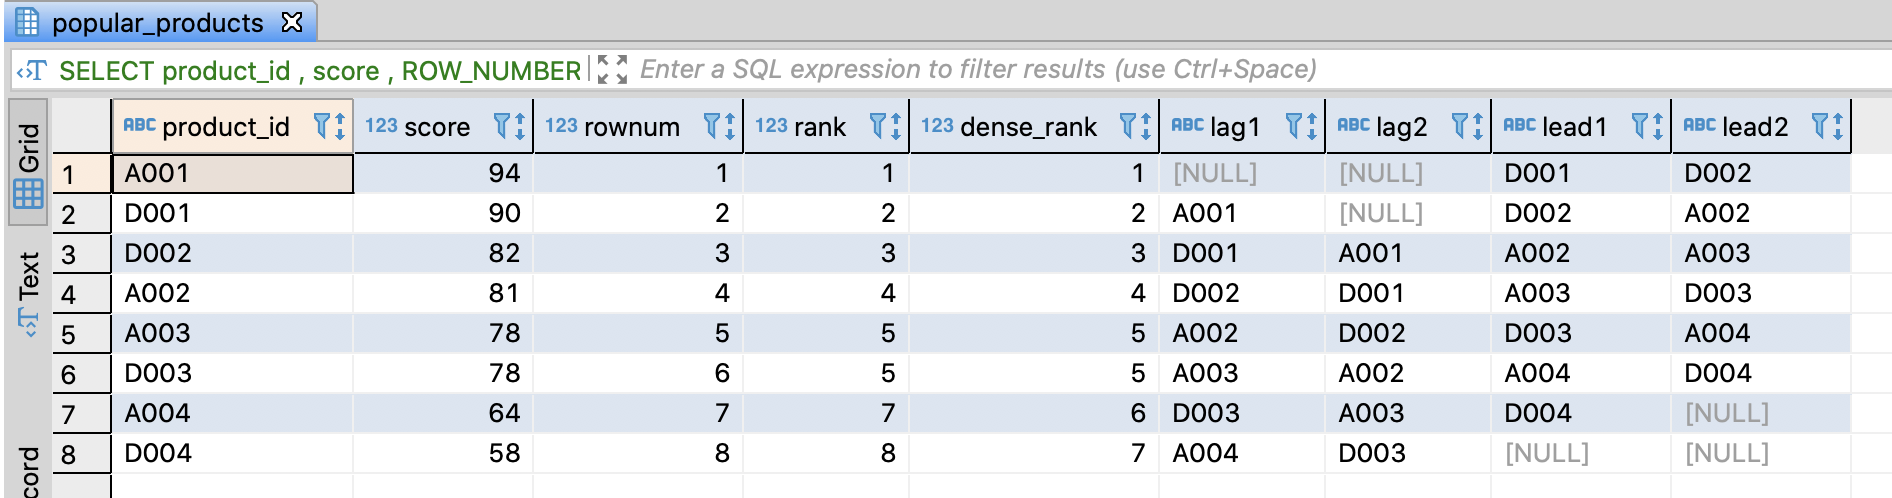 popular_products
SELECT product_id , score , ROW_NUMBER Enter a SQL expression to filter results (use Ctrl+Space)
Grid
Text
cord
ABC product_id 123 score 123 rownum 123 rank 123 dense_rank ABC lag1 ABC lag2 ABC lead1 ABC lead2
1 A001 94 1 1 1 [NULL] [NULL] D001 D002
2 D001 90 2 2 2 A001 [NULL] D002 A002
3 D002 82 3 3 3 D001 A001 A002 A003
4 A002 81 4 4 4 D002 D001 A003 D003
5 A003 78 5 5 5 A002 D002 D003 A004
6 D003 78 6 5 5 A003 A002 A004 D004
7 A004 64 7 7 6 D003 A003 D004 [NULL]
8 D004 58 8 8 7 A004 D003 [NULL] [NULL]